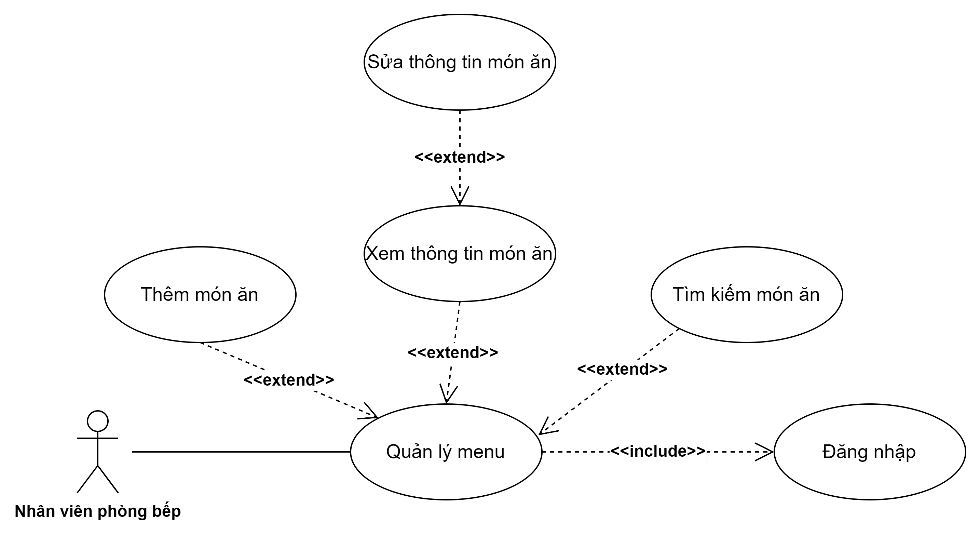 Sửa thông tin món ăn
<<extend>>
Xem thông tin món ăn
Thêm món ăn
Tìm kiếm món ăn
<<extend>>
<<extend>>
<<extend>>
Quản lý menu
<<include>>
Đăng nhập
Nhân viên phòng bếp